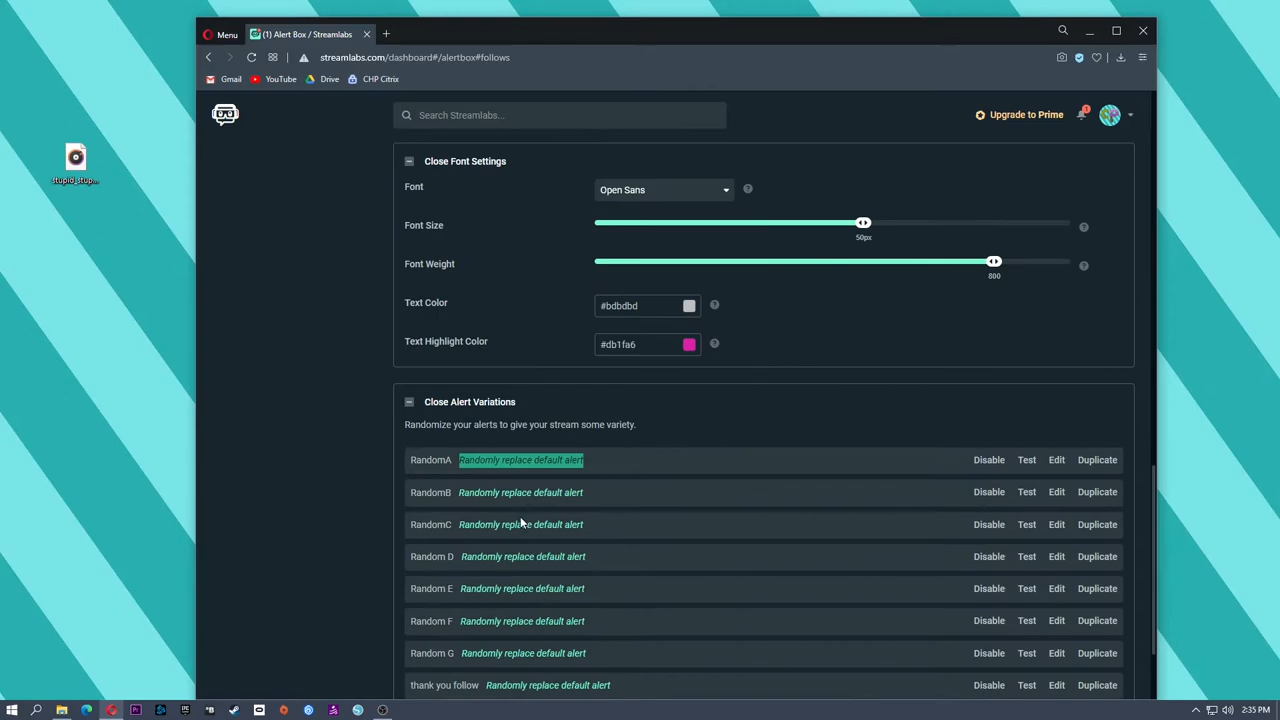 Menu
(1) Alert Box / Streamlabs
streamlabs.com/dashboard#/alertbox#follows
Gmail
YouTube
Drive
CHP Citrix
Search Streamlabs...
Upgrade to Prime
1
stupid_stup...
Close Font Settings
Font
Open Sans
Font Size
50px
Font Weight
800
Text Color
#bdbdbd
Text Highlight Color
#db1fa6
Close Alert Variations
Randomize your alerts to give your stream some variety.
RandomA Randomly replace default alert Disable Test Edit Duplicate
RandomB Randomly replace default alert Disable Test Edit Duplicate
RandomC Randomly replace default alert Disable Test Edit Duplicate
Random D Randomly replace default alert Disable Test Edit Duplicate
Random E Randomly replace default alert Disable Test Edit Duplicate
Random F Randomly replace default alert Disable Test Edit Duplicate
Random G Randomly replace default alert Disable Test Edit Duplicate
thank you follow Randomly replace default alert Disable Test Edit Duplicate
2:35 PM